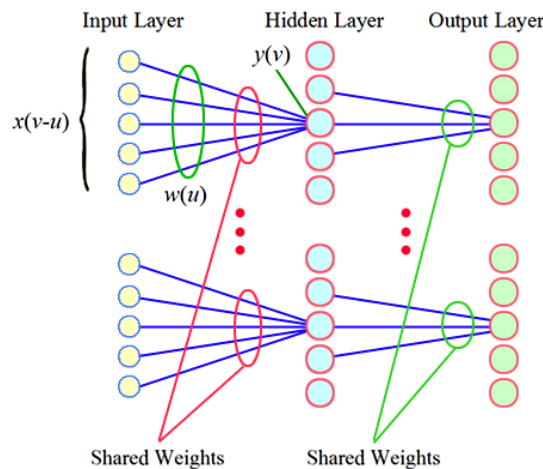 Input Layer
Hidden Layer
Output Layer
y(v)
x(v-u)
w(u)
Shared Weights
Shared Weights